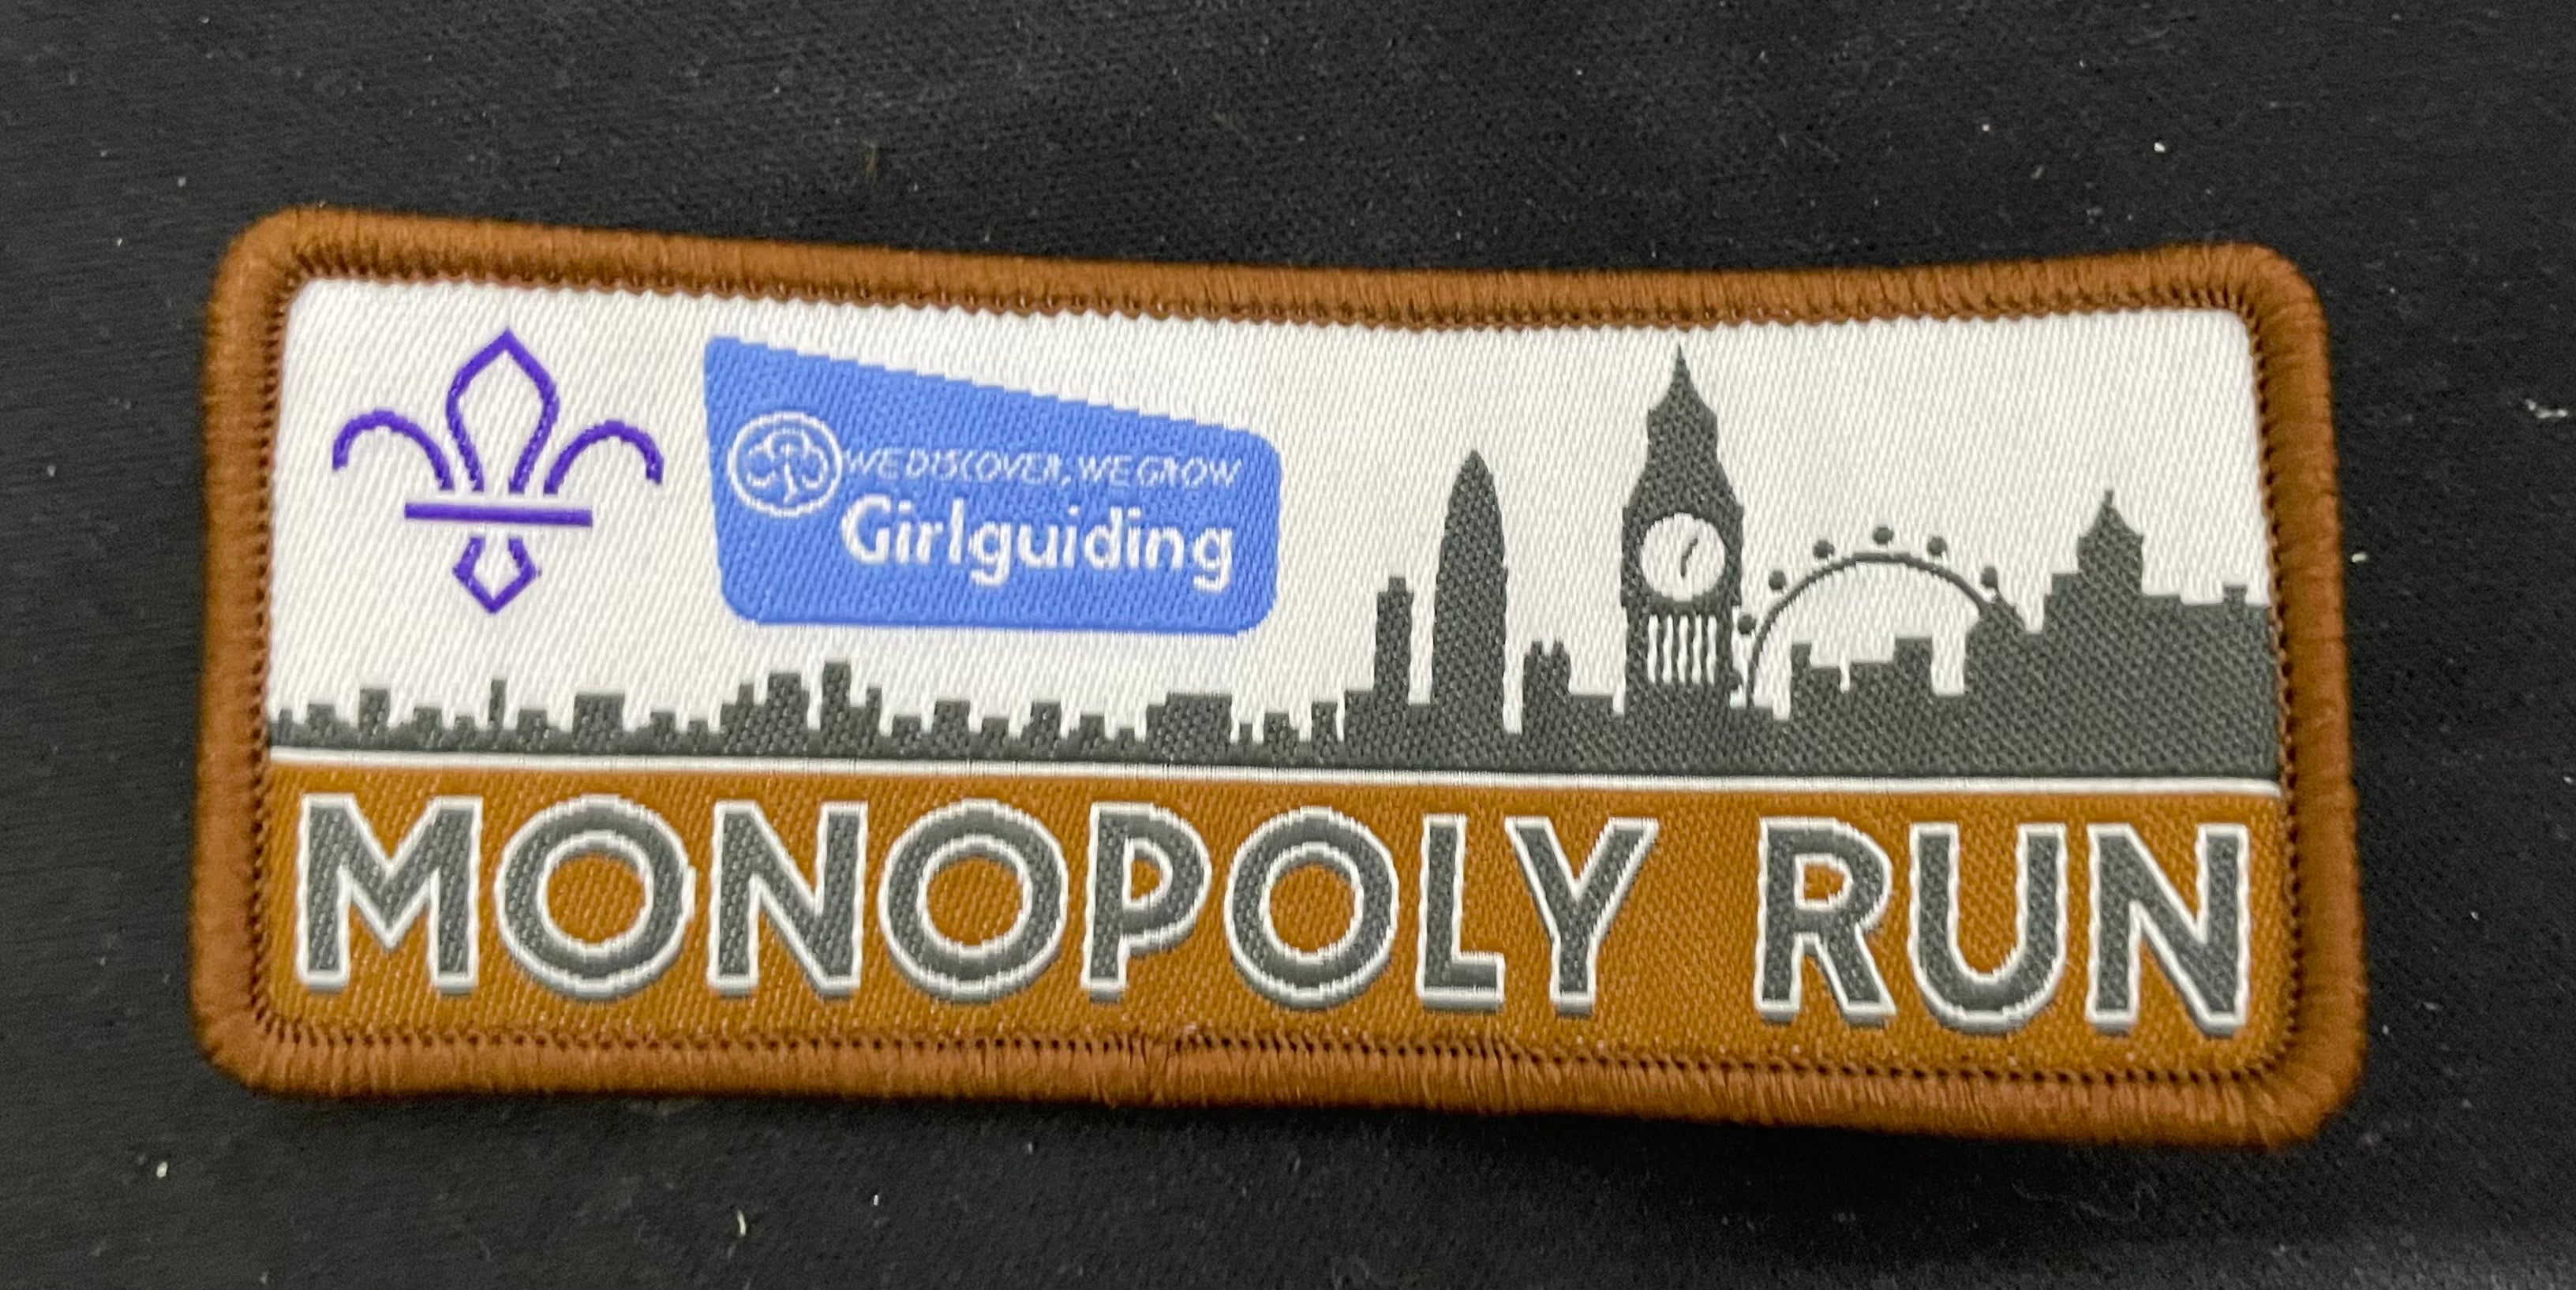 WE DISCOVER, WE GROW
Girlguiding
MONOPOLY RUN